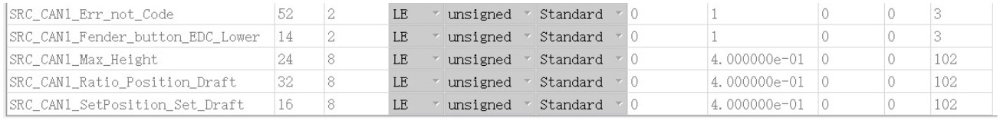 SRC_CAN1_Err_not_Code 52 2 LE unsigned Standard 0 1 0 0 3
SRC_CAN1_Fender_button_EDC_Lower 14 2 LE unsigned Standard 0 1 0 0 3
SRC_CAN1_Max_Height 24 8 LE unsigned Standard 0 4.000000e-01 0 0 102
SRC_CAN1_Ratio_Position_Draft 32 8 LE unsigned Standard 0 4.000000e-01 0 0 102
SRC_CAN1_SetPosition_Set_Draft 16 8 LE unsigned Standard 0 4.000000e-01 0 0 102